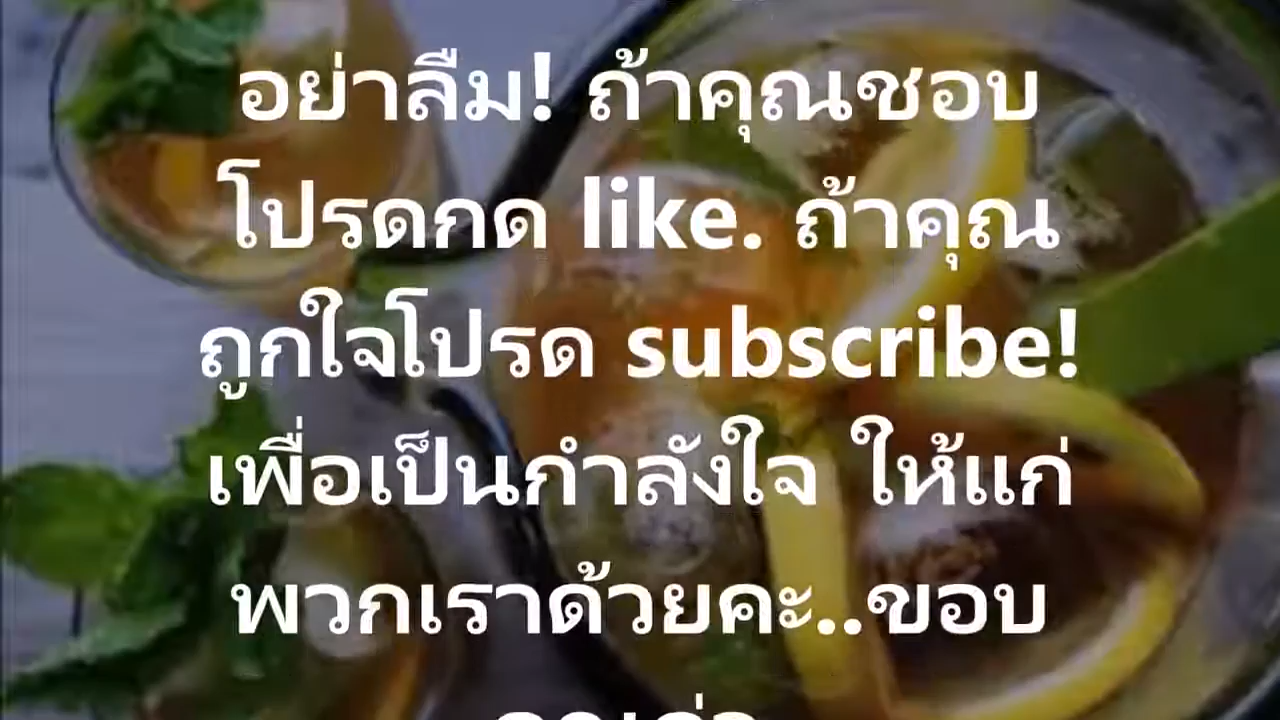 อย่าลืม! ถ้าคุณชอบ
โปรดกด like. ถ้าคุณ
ถูกใจโปรด subscribe!
เพื่อเป็นกำลังใจ ให้แก่
พวกเราด้วยคะ..ขอบ